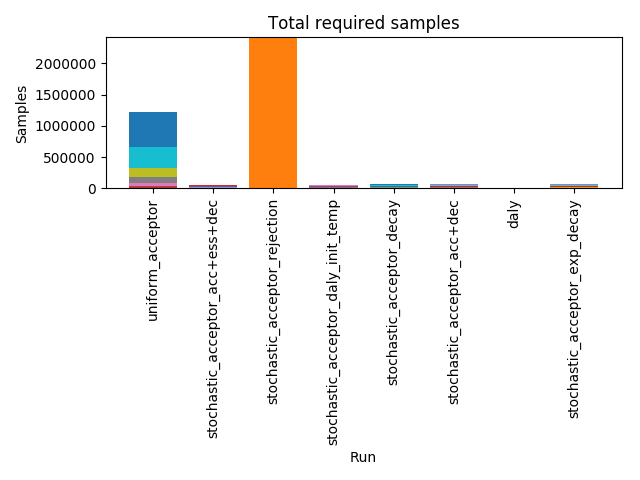 Total required samples
Samples
2000000
1500000
1000000
500000
0
uniform_acceptor
stochastic_acceptor_acc+ess+dec
stochastic_acceptor_rejection
stochastic_acceptor_daly_init_temp
stochastic_acceptor_decay
stochastic_acceptor_acc+dec
daly
stochastic_acceptor_exp_decay
Run